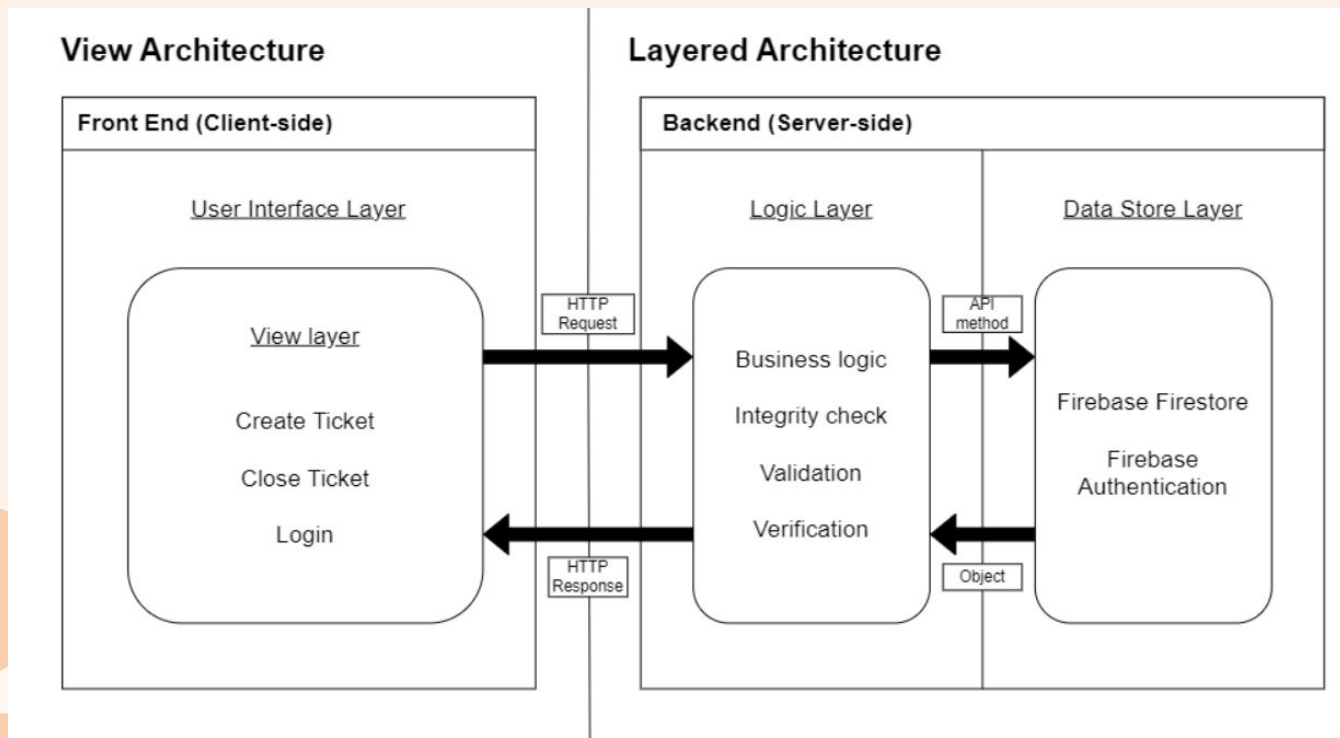 View Architecture
Layered Architecture
Front End (Client-side)
Backend (Server-side)
User Interface Layer
Logic Layer
Data Store Layer
View layer
Create Ticket
Close Ticket
Login
HTTP
Request
HTTP
Response
Business logic
Integrity check
Validation
Verification
API
method
Object
Firebase Firestore
Firebase
Authentication